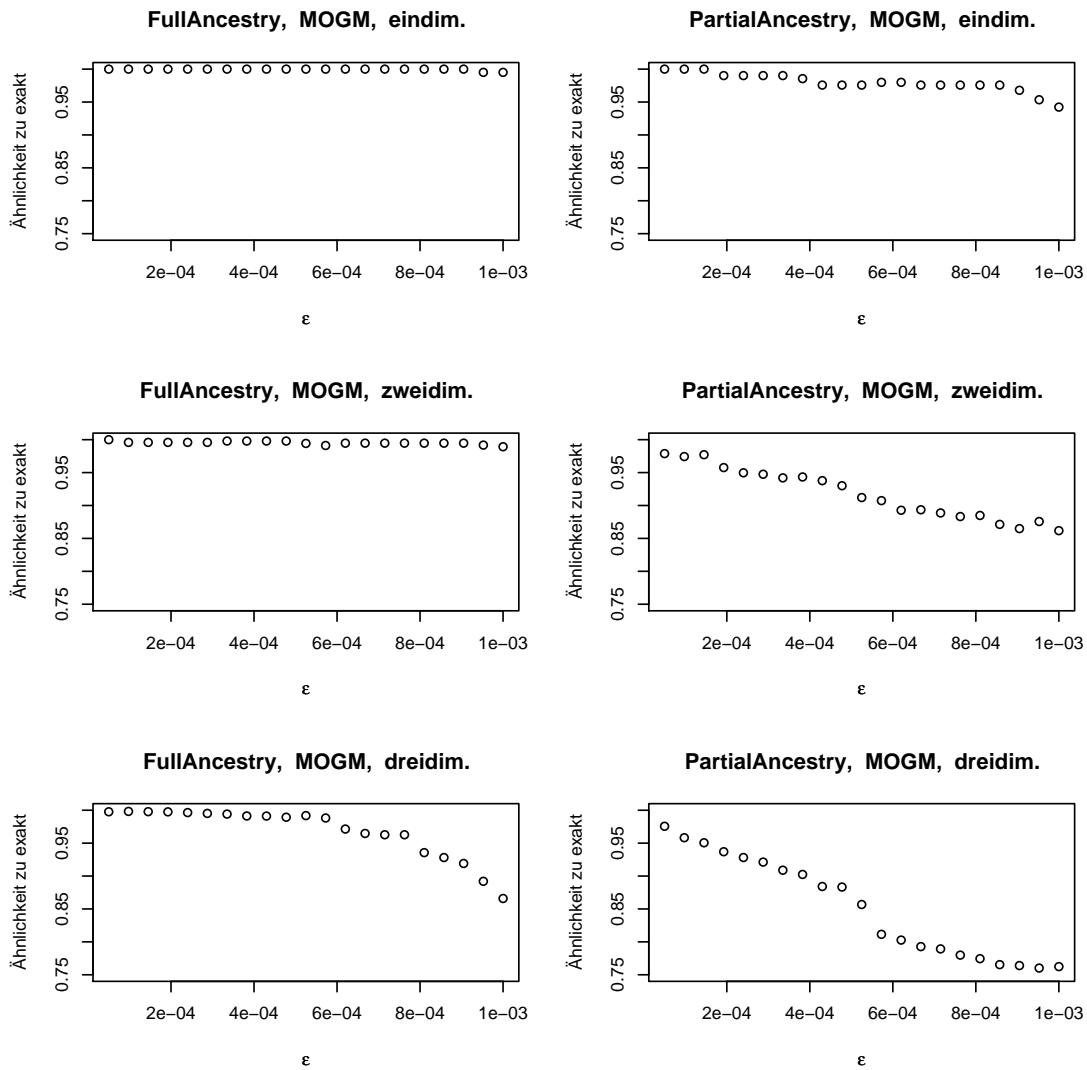 FullAncestry, MOGM, eindim.
Ähnlichkeit zu exakt
0.75 0.85 0.95
2e−04 4e−04 6e−04 8e−04 1e−03
ε
PartialAncestry, MOGM, eindim.
Ähnlichkeit zu exakt
0.75 0.85 0.95
2e−04 4e−04 6e−04 8e−04 1e−03
ε
FullAncestry, MOGM, zweidim.
Ähnlichkeit zu exakt
0.75 0.85 0.95
2e−04 4e−04 6e−04 8e−04 1e−03
ε
PartialAncestry, MOGM, zweidim.
Ähnlichkeit zu exakt
0.75 0.85 0.95
2e−04 4e−04 6e−04 8e−04 1e−03
ε
FullAncestry, MOGM, dreidim.
Ähnlichkeit zu exakt
0.75 0.85 0.95
2e−04 4e−04 6e−04 8e−04 1e−03
ε
PartialAncestry, MOGM, dreidim.
Ähnlichkeit zu exakt
0.75 0.85 0.95
2e−04 4e−04 6e−04 8e−04 1e−03
ε